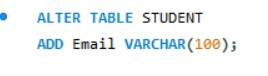 ALTER TABLE STUDENT
ADD Email VARCHAR(100);